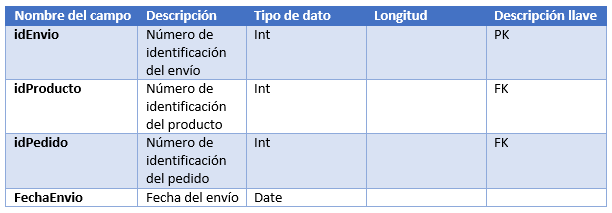 Nombre del campo Descripción Tipo de dato Longitud Descripción llave
idEnvio Número de Int PK
identificación
del envío
idProducto Número de Int FK
identificación
del producto
idPedido Número de Int FK
identificación
del pedido
FechaEnvio Fecha del envío Date